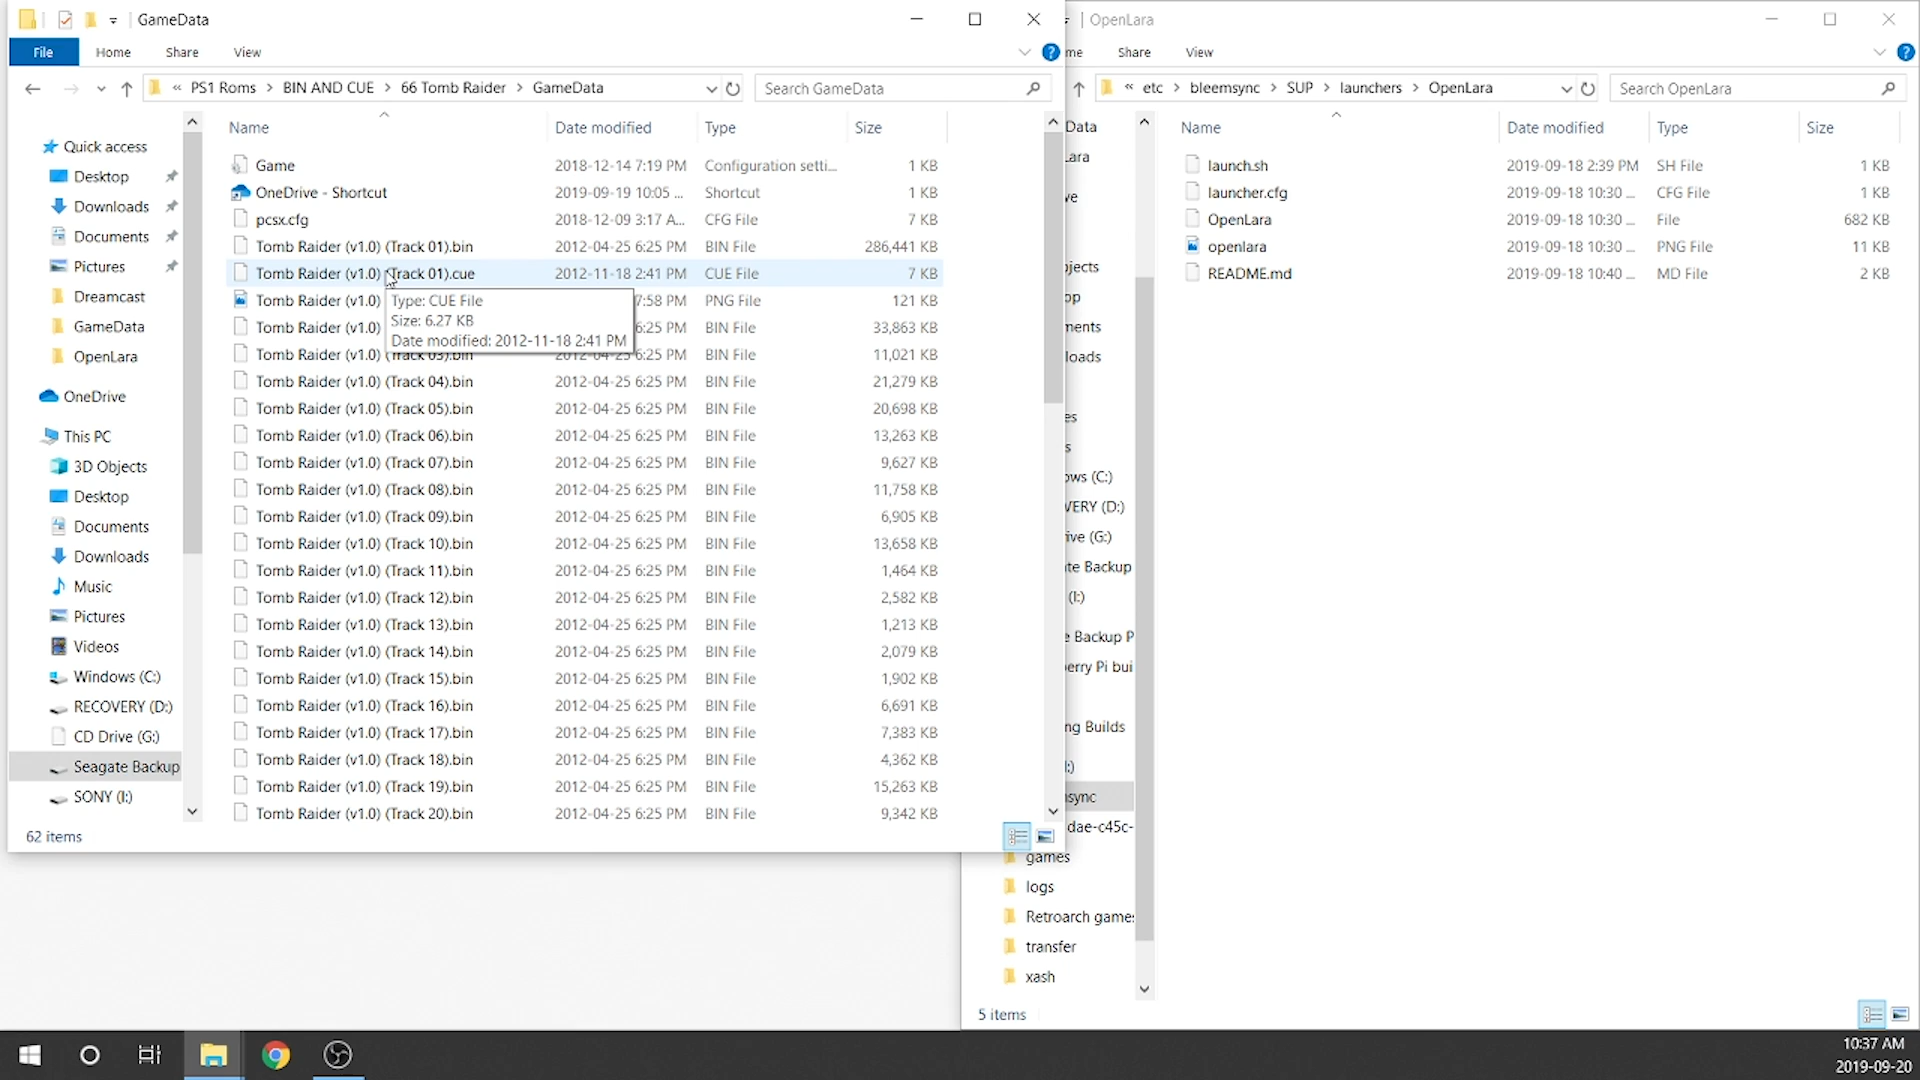 GameData
File Home Share View
« PS1 Roms > BIN AND CUE > 66 Tomb Raider > GameData
Search GameData
Name Date modified Type Size
Quick access
Desktop
Downloads
Documents
Pictures
Dreamcast
GameData
OpenLara
OneDrive
This PC
3D Objects
Desktop
Documents
Downloads
Music
Pictures
Videos
Windows (C:)
RECOVERY (D:)
CD Drive (G:)
Seagate Backup
SONY (I:)
Game 2018-12-14 7:19 PM Configuration setti... 1 KB
OneDrive - Shortcut 2019-09-19 10:05 ... Shortcut 1 KB
pcsx.cfg 2018-12-09 3:17 A... CFG File 7 KB
Tomb Raider (v1.0) (Track 01).bin 2012-04-25 6:25 PM BIN File 286,441 KB
Tomb Raider (v1.0) (Track 01).cue 2012-11-18 2:41 PM CUE File 7 KB
Tomb Raider (v1.0) 7:58 PM PNG File 121 KB
Tomb Raider (v1.0) 6:25 PM BIN File 33,863 KB
Tomb Raider (v1.0) (Track 03).bin 2012-04-25 6:25 PM BIN File 11,021 KB
Type: CUE File
Size: 6.27 KB
Date modified: 2012-11-18 2:41 PM
Tomb Raider (v1.0) (Track 04).bin 2012-04-25 6:25 PM BIN File 21,279 KB
Tomb Raider (v1.0) (Track 05).bin 2012-04-25 6:25 PM BIN File 20,698 KB
Tomb Raider (v1.0) (Track 06).bin 2012-04-25 6:25 PM BIN File 13,263 KB
Tomb Raider (v1.0) (Track 07).bin 2012-04-25 6:25 PM BIN File 9,627 KB
Tomb Raider (v1.0) (Track 08).bin 2012-04-25 6:25 PM BIN File 11,758 KB
Tomb Raider (v1.0) (Track 09).bin 2012-04-25 6:25 PM BIN File 6,905 KB
Tomb Raider (v1.0) (Track 10).bin 2012-04-25 6:25 PM BIN File 13,658 KB
Tomb Raider (v1.0) (Track 11).bin 2012-04-25 6:25 PM BIN File 1,464 KB
Tomb Raider (v1.0) (Track 12).bin 2012-04-25 6:25 PM BIN File 2,582 KB
Tomb Raider (v1.0) (Track 13).bin 2012-04-25 6:25 PM BIN File 1,213 KB
Tomb Raider (v1.0) (Track 14).bin 2012-04-25 6:25 PM BIN File 2,079 KB
Tomb Raider (v1.0) (Track 15).bin 2012-04-25 6:25 PM BIN File 1,902 KB
Tomb Raider (v1.0) (Track 16).bin 2012-04-25 6:25 PM BIN File 6,691 KB
Tomb Raider (v1.0) (Track 17).bin 2012-04-25 6:25 PM BIN File 7,383 KB
Tomb Raider (v1.0) (Track 18).bin 2012-04-25 6:25 PM BIN File 4,362 KB
Tomb Raider (v1.0) (Track 19).bin 2012-04-25 6:25 PM BIN File 15,263 KB
Tomb Raider (v1.0) (Track 20).bin 2012-04-25 6:25 PM BIN File 9,342 KB
62 items
OpenLara
me Share View
« etc > bleemsync > SUP > launchers > OpenLara
Search OpenLara
Name Date modified Type Size
launch.sh 2019-09-18 2:39 PM SH File 1 KB
launcher.cfg 2019-09-18 10:30 ... CFG File 1 KB
OpenLara 2019-09-18 10:30 ... File 682 KB
openlara 2019-09-18 10:30 ... PNG File 11 KB
README.md 2019-09-18 10:40 ... MD File 2 KB
Data
ara
ve
jects
op
ments
loads
es
s
ows (C:)
VERY (D:)
ive (G:)
te Backup
(I:)
e Backup P
erry Pi bui
ng Builds
:)
sync
dae-c45c-
games
logs
Retroarch games
transfer
xash
5 items
10:37 AM
2019-09-20